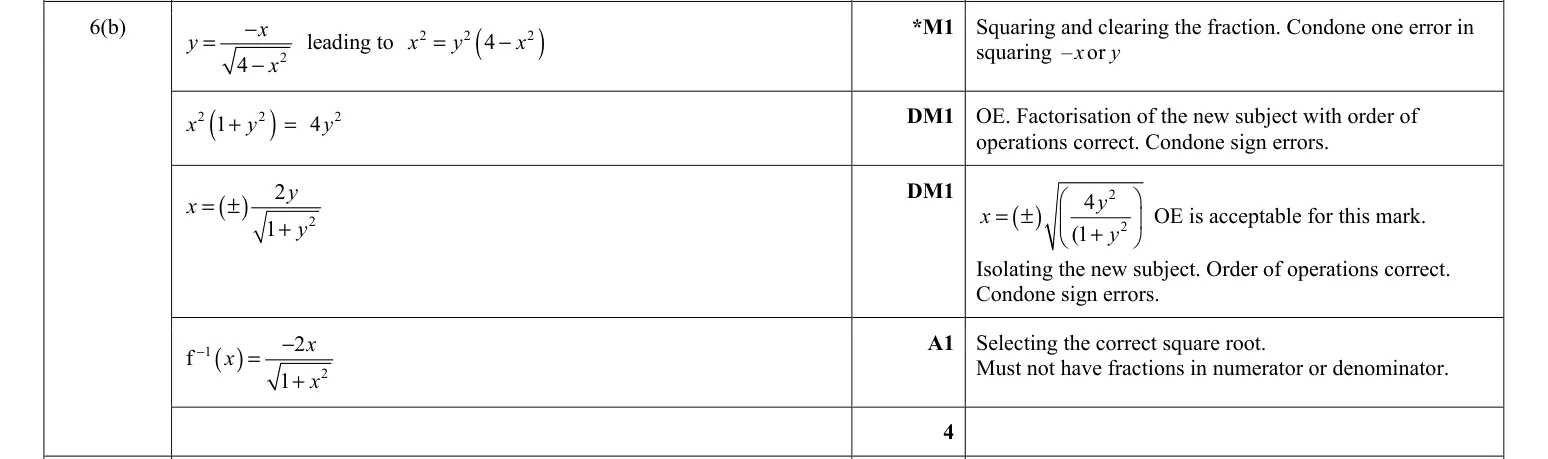 6(b)
y = −x / √(4 − x²) leading to x² = y²(4 − x²)
*M1
Squaring and clearing the fraction. Condone one error in
squaring −x or y
x²(1 + y²) = 4y²
DM1
OE. Factorisation of the new subject with order of
operations correct. Condone sign errors.
x = (±) 2y / √(1 + y²)
DM1
x = (±) √(4y² / (1 + y²) OE is acceptable for this mark.
Isolating the new subject. Order of operations correct.
Condone sign errors.
f⁻¹(x) = −2x / √(1 + x²)
A1
Selecting the correct square root.
Must not have fractions in numerator or denominator.
4